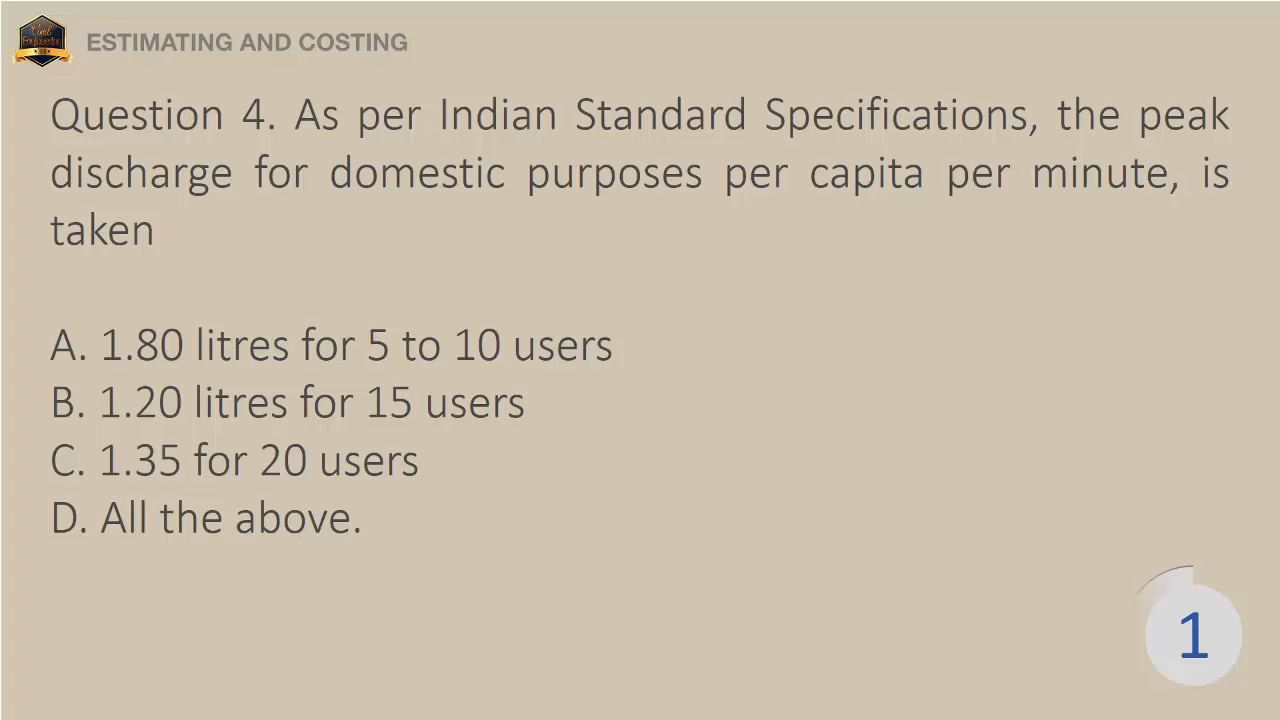 Civil
Engineering
ESTIMATING AND COSTING
Question 4. As per Indian Standard Specifications, the peak
discharge for domestic purposes per capita per minute, is
taken
A. 1.80 litres for 5 to 10 users
B. 1.20 litres for 15 users
C. 1.35 for 20 users
D. All the above.
1